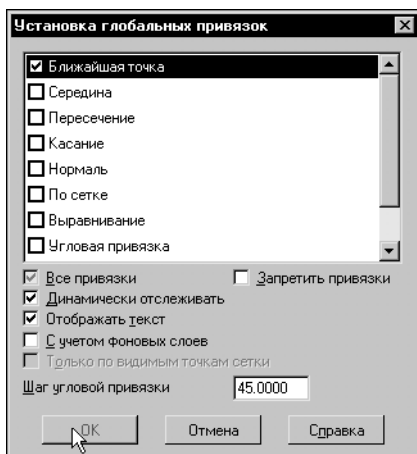 Установка глобальных привязок
Ближайшая точка
Середина
Пересечение
Касание
Нормаль
По сетке
Выравнивание
Угловая привязка
Все привязки Запретить привязки
Динамически отслеживать
Отображать текст
С учетом фоновых слоев
Только по видимым точкам сетки
Шаг угловой привязки 45.0000
OK Отмена Справка